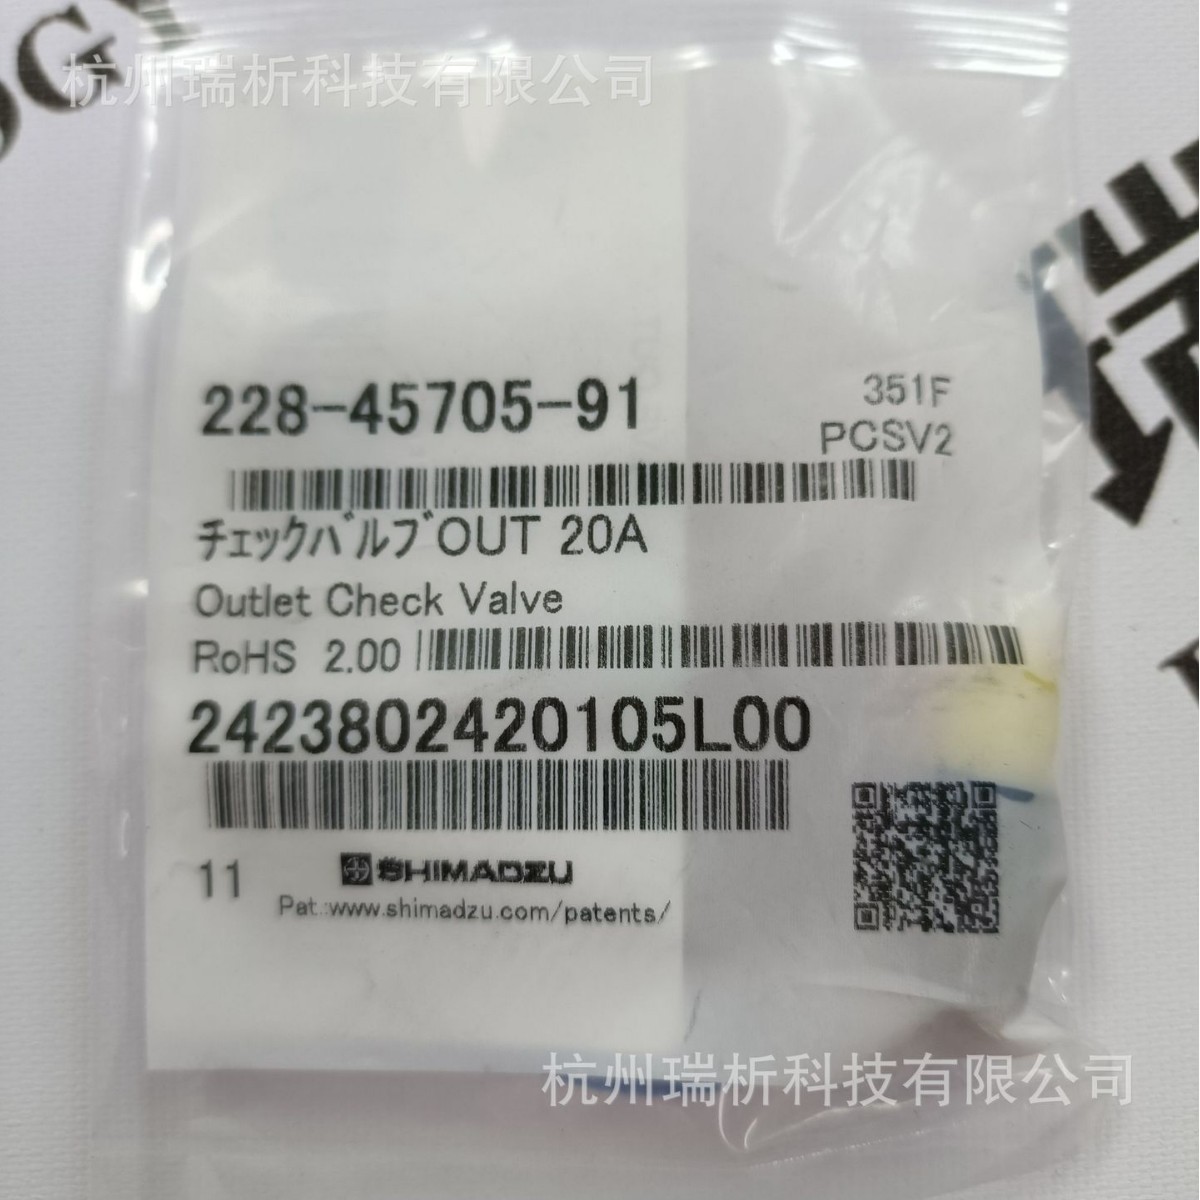 杭州瑞析科技有限公司
OGY
228-45705-91
351F
PCSV2
チェックバルブOUT 20A
Outlet Check Valve
RoHS 2.00
2423802420105L00
11
SHIMADZU
Pat.:www.shimadzu.com/patents/
杭州瑞析科技有限公司